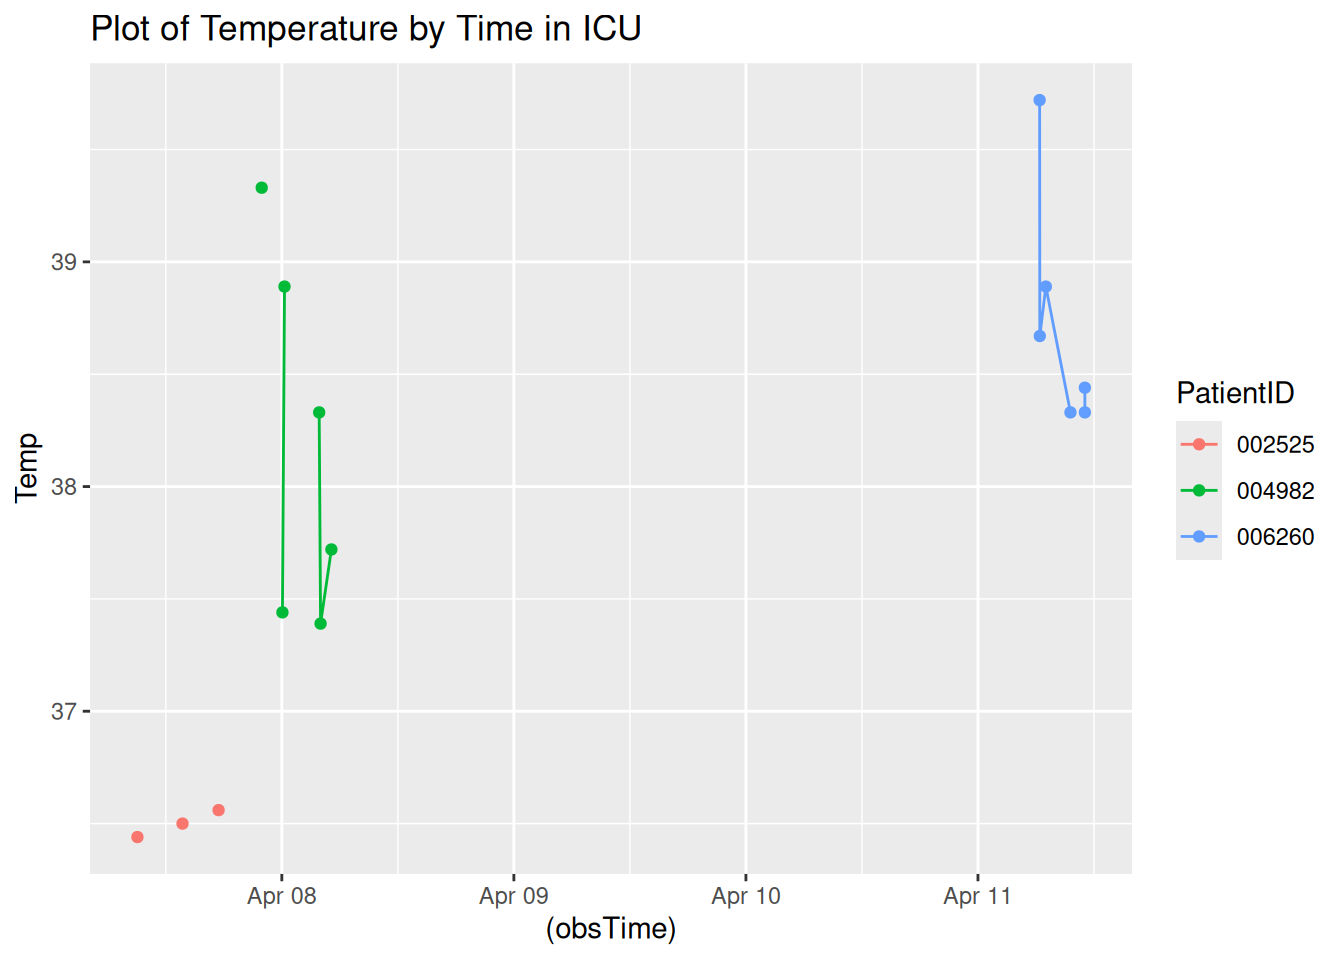 Plot of Temperature by Time in ICU
Temp
39
38
37
Apr 08
Apr 09
Apr 10
Apr 11
(obsTime)
PatientID
002525
004982
006260